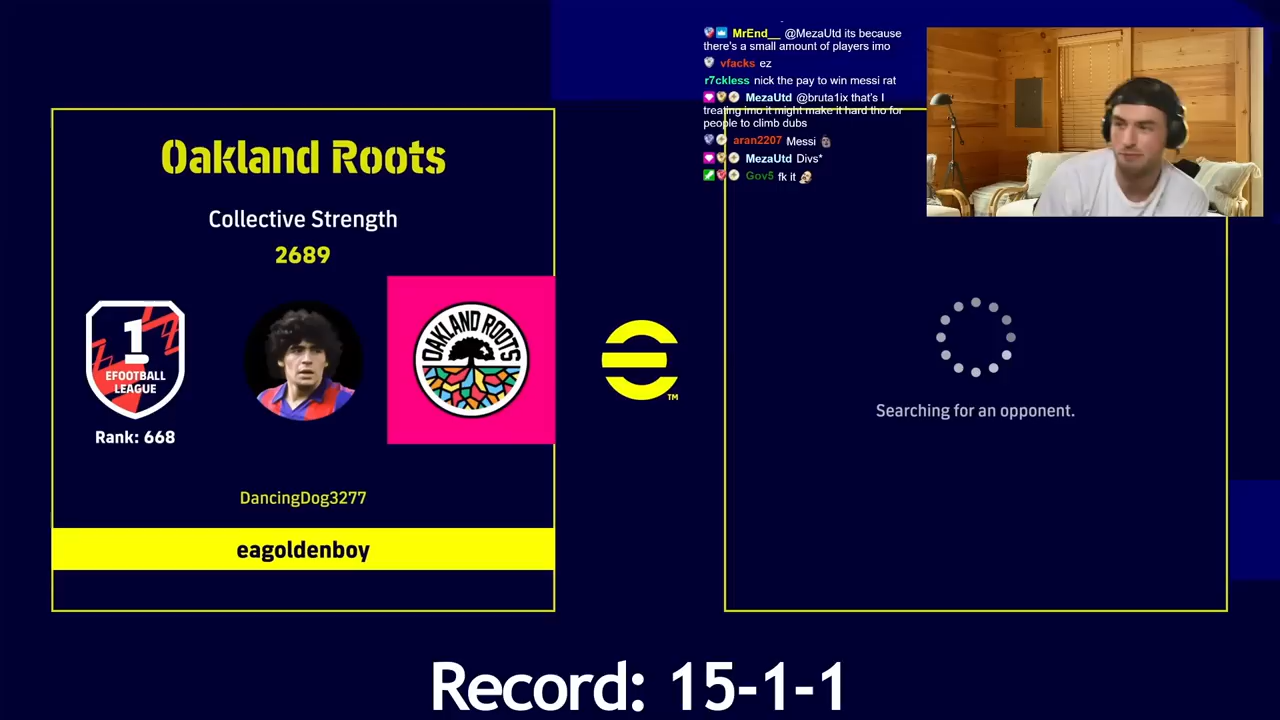 MrEnd__ @MezaUtd its because
there's a small amount of players imo
vfacks ez
r7ckless nick the pay to win messi rat
MezaUtd @bruta1ix that's I
treating imo it might make it hard tho for
people to climb dubs
aran2207 Messi
MezaUtd Divs*
Gov5 fk it
Oakland Roots
Collective Strength
2689
1
EFOOTBALL
LEAGUE
Rank: 668
OAKLAND ROOTS
TM
DancingDog3277
eagoldenboy
Searching for an opponent.
Record: 15-1-1